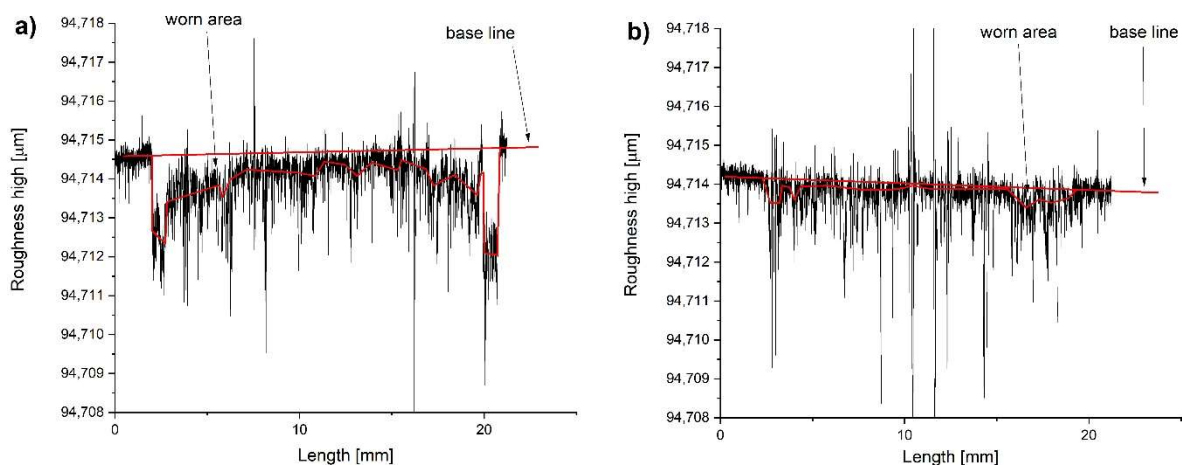 a)
worn area
base line
94,718
94,717
94,716
94,715
94,714
94,713
94,712
94,711
94,710
94,709
94,708
Roughness high [µm]
0
10
20
Length [mm]
b)
worn area
base line
94,718
94,717
94,716
94,715
94,714
94,713
94,712
94,711
94,710
94,709
94,708
Roughness high [µm]
0
10
20
Length [mm]